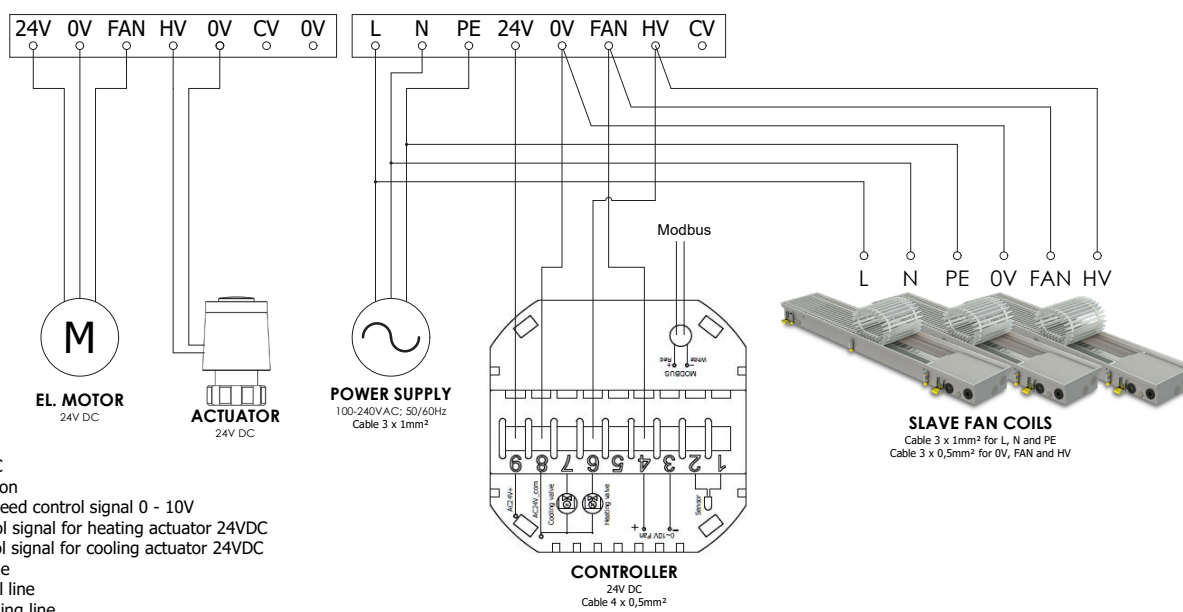 24V 0V FAN HV 0V CV 0V
L N PE 24V 0V FAN HV CV
Modbus
L N PE 0V FAN HV
M
EL. MOTOR
24V DC
ACTUATOR
24V DC
POWER SUPPLY
100-240VAC; 50/60Hz
Cable 3 x 1mm²
Red White
+ −
MODBUS
9 8 7 6 5 4 3 2 1
AC24V+
AC24V_com
Cooling valve
Heating valve
+ Fan −
0~10V
Sensor
SLAVE FAN COILS
Cable 3 x 1mm² for L, N and PE
Cable 3 x 0,5mm² for 0V, FAN and HV
CONTROLLER
24V DC
Cable 4 x 0,5mm²
on
eed control signal 0 - 10V
ol signal for heating actuator 24VDC
ol signal for cooling actuator 24VDC
e
l line
ing line